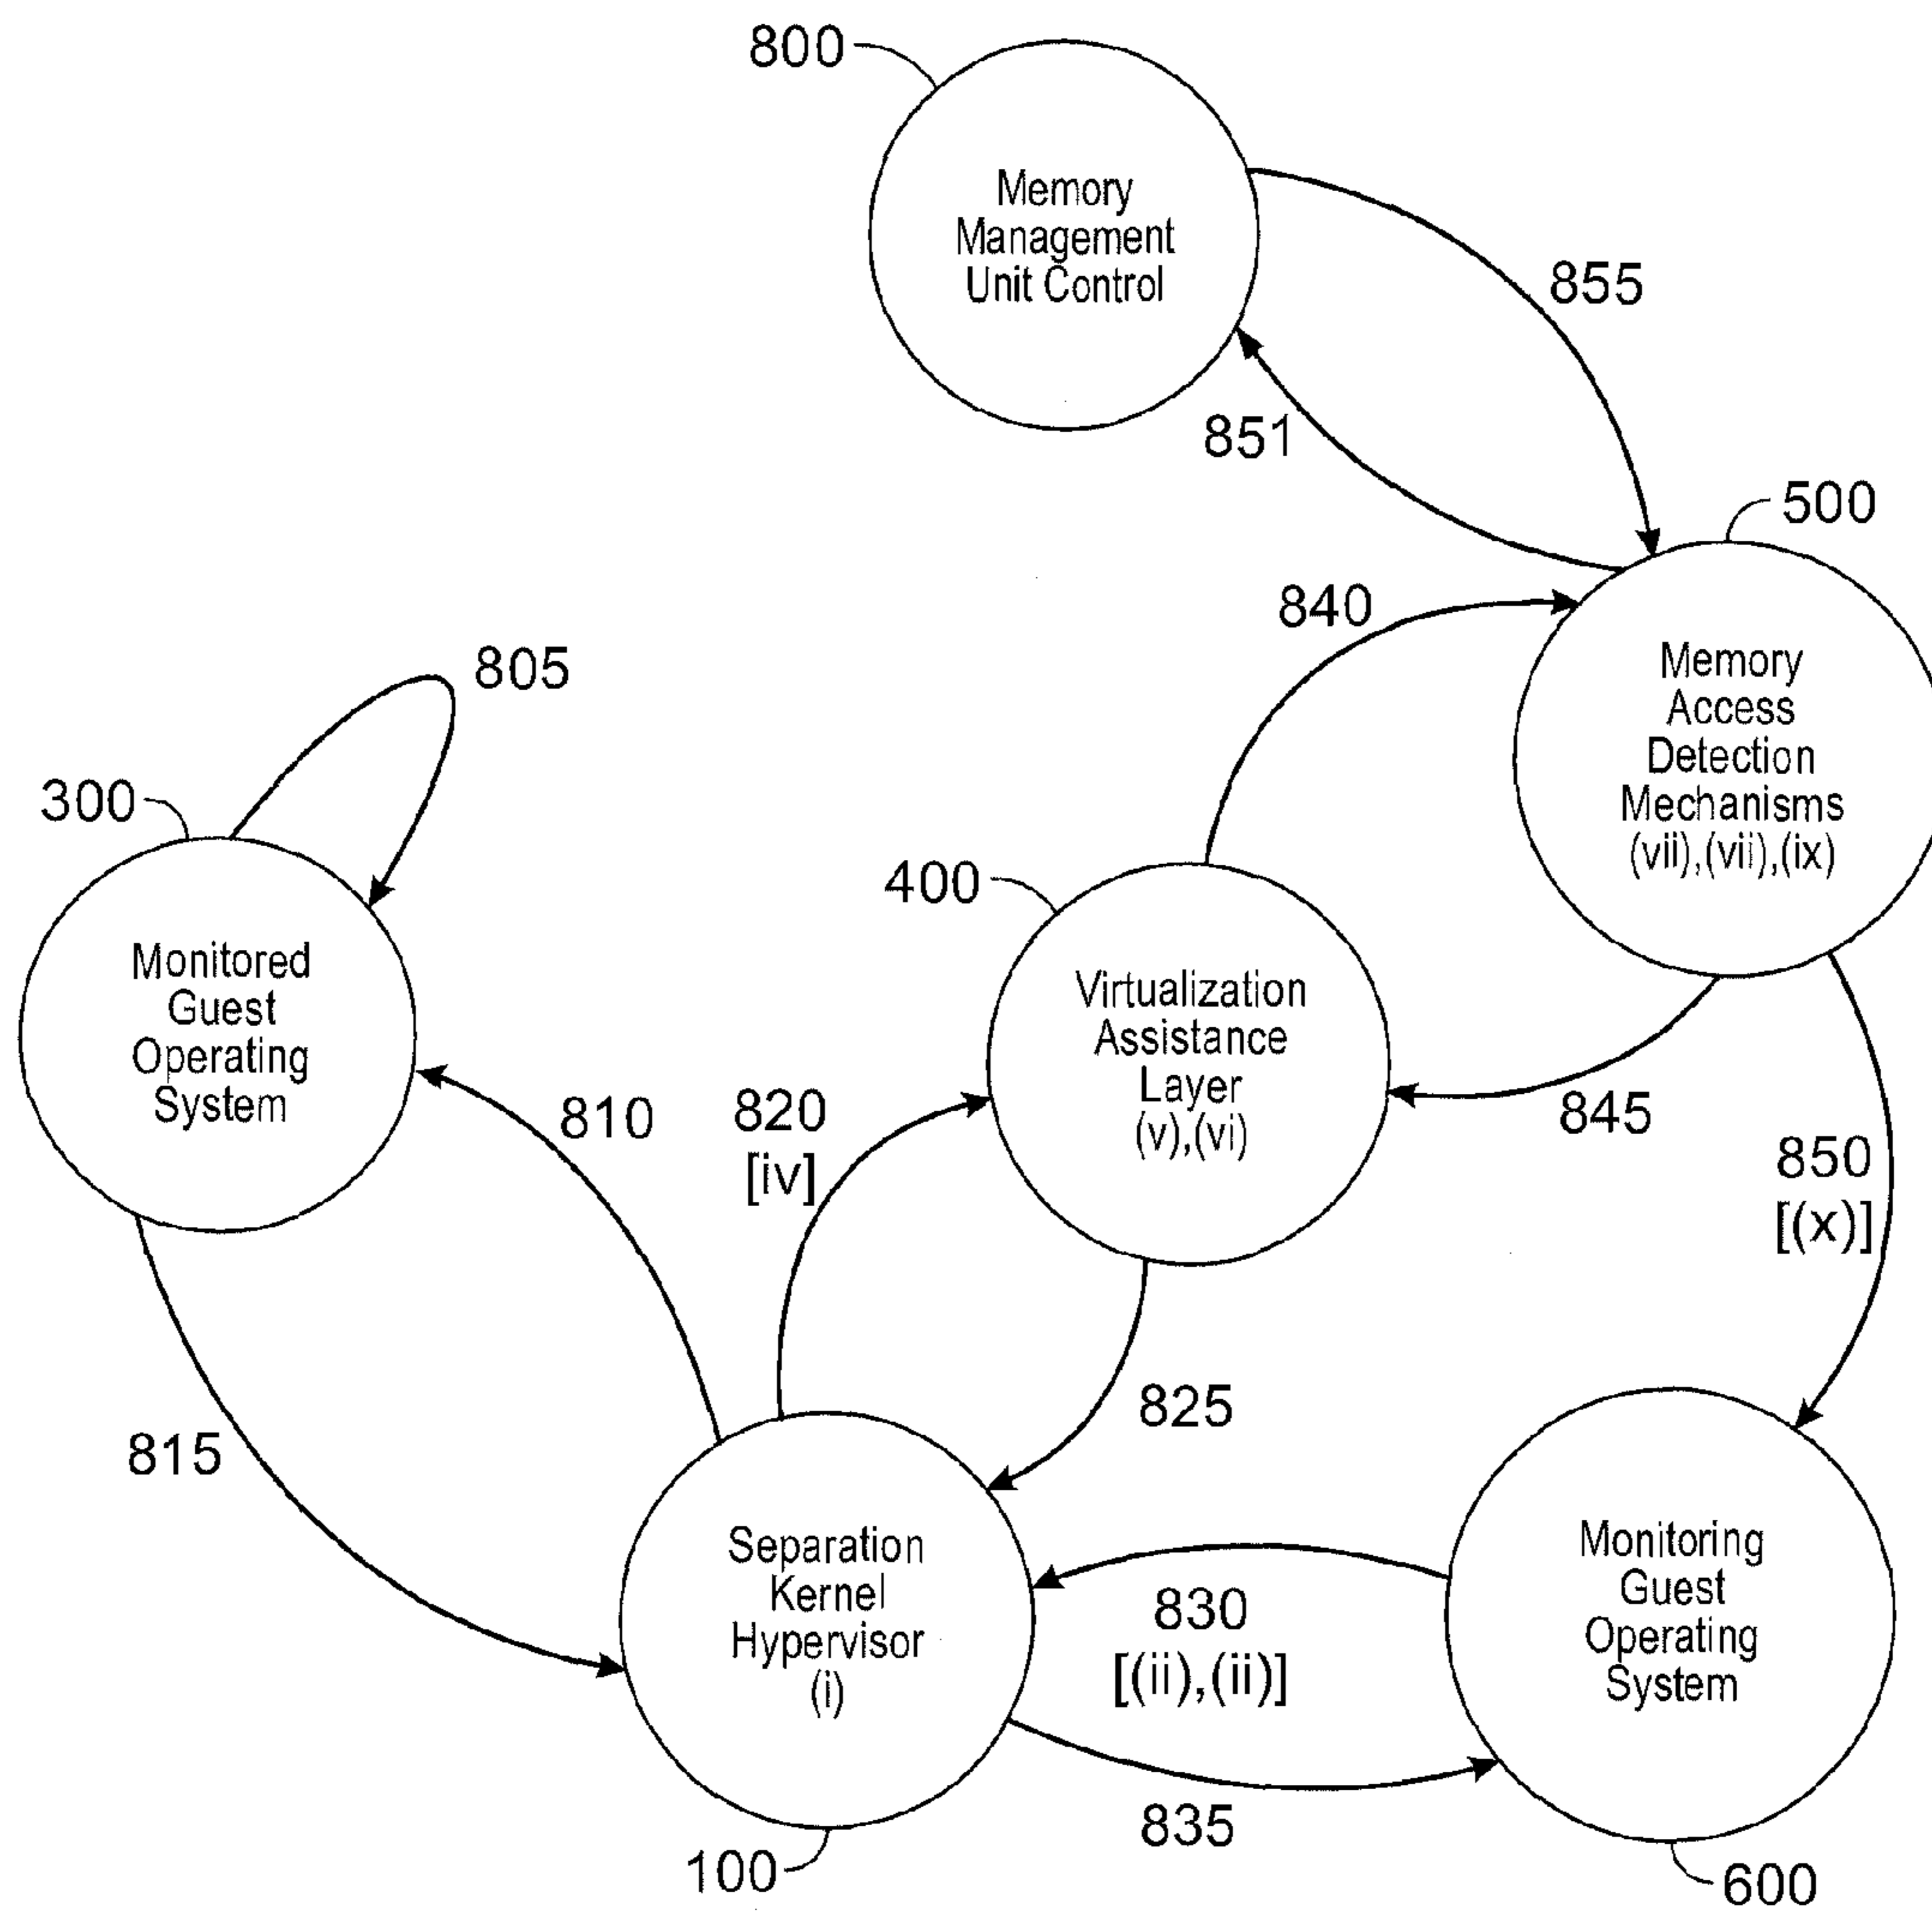 800
Memory
Management
Unit Control
855
851
500
840
Memory
Access
Detection
Mechanisms
(vii),(vii),(ix)
805
300
400
Monitored
Guest
Operating
System
Virtualization
Assistance
Layer
(v),(vi)
810
820
[iv]
845
850
[(x)]
825
815
Separation
Kernel
Hypervisor
(i)
830
[(ii),(ii)]
Monitoring
Guest
Operating
System
835
100
600